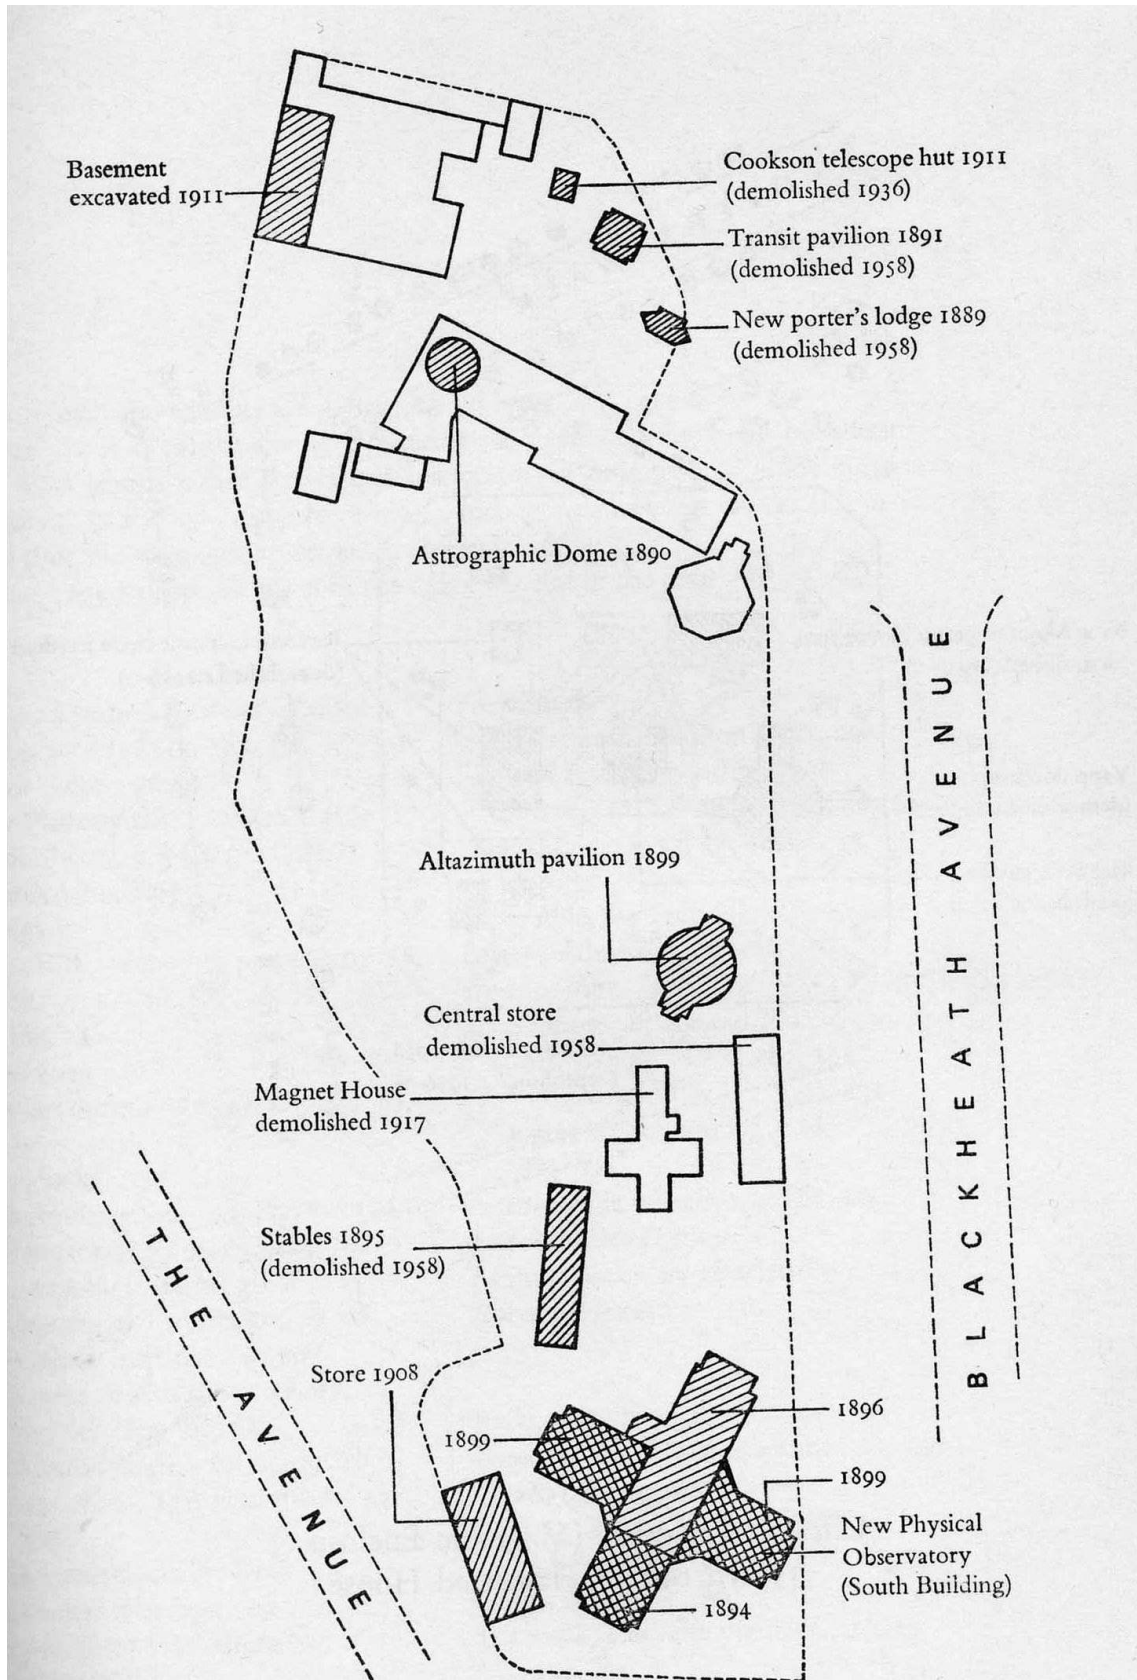 Basement
excavated 1911
Cookson telescope hut 1911
(demolished 1936)
Transit pavilion 1891
(demolished 1958)
New porter's lodge 1889
(demolished 1958)
Astrographic Dome 1890
BLACKHEATH AVENUE
Altazimuth pavilion 1899
Central store
demolished 1958
Magnet House
demolished 1917
Stables 1895
(demolished 1958)
THE AVENUE
Store 1908
1896
1899
1899
New Physical
Observatory
(South Building)
1894